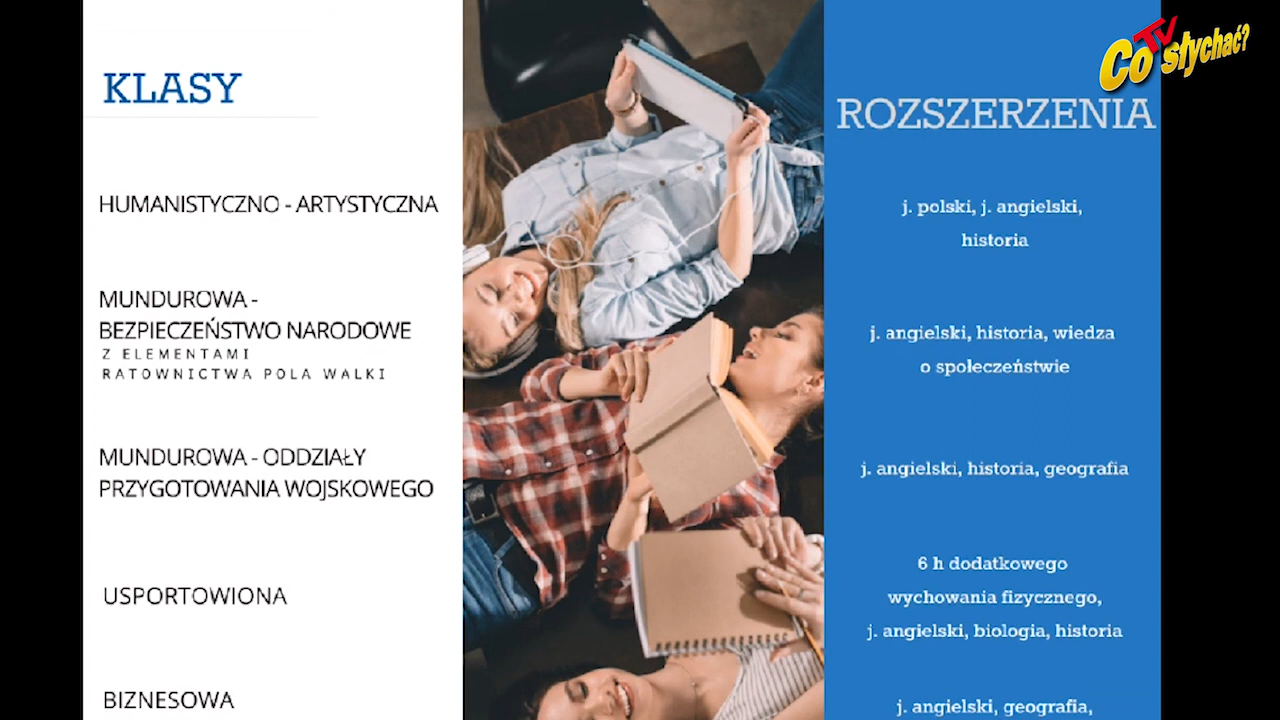 KLASY
HUMANISTYCZNO - ARTYSTYCZNA
MUNDUROWA -
BEZPIECZEŃSTWO NARODOWE
Z ELEMENTAMI
RATOWNICTWA POLA WALKI
MUNDUROWA - ODDZIAŁY
PRZYGOTOWANIA WOJSKOWEGO
USPORTOWIONA
BIZNESOWA
Co TV słychać?
ROZSZERZENIA
j. polski, j. angielski,
historia
j. angielski, historia, wiedza
o społeczeństwie
j. angielski, historia, geografia
6 h dodatkowego
wychowania fizycznego,
j. angielski, biologia, historia
j. angielski, geografia,